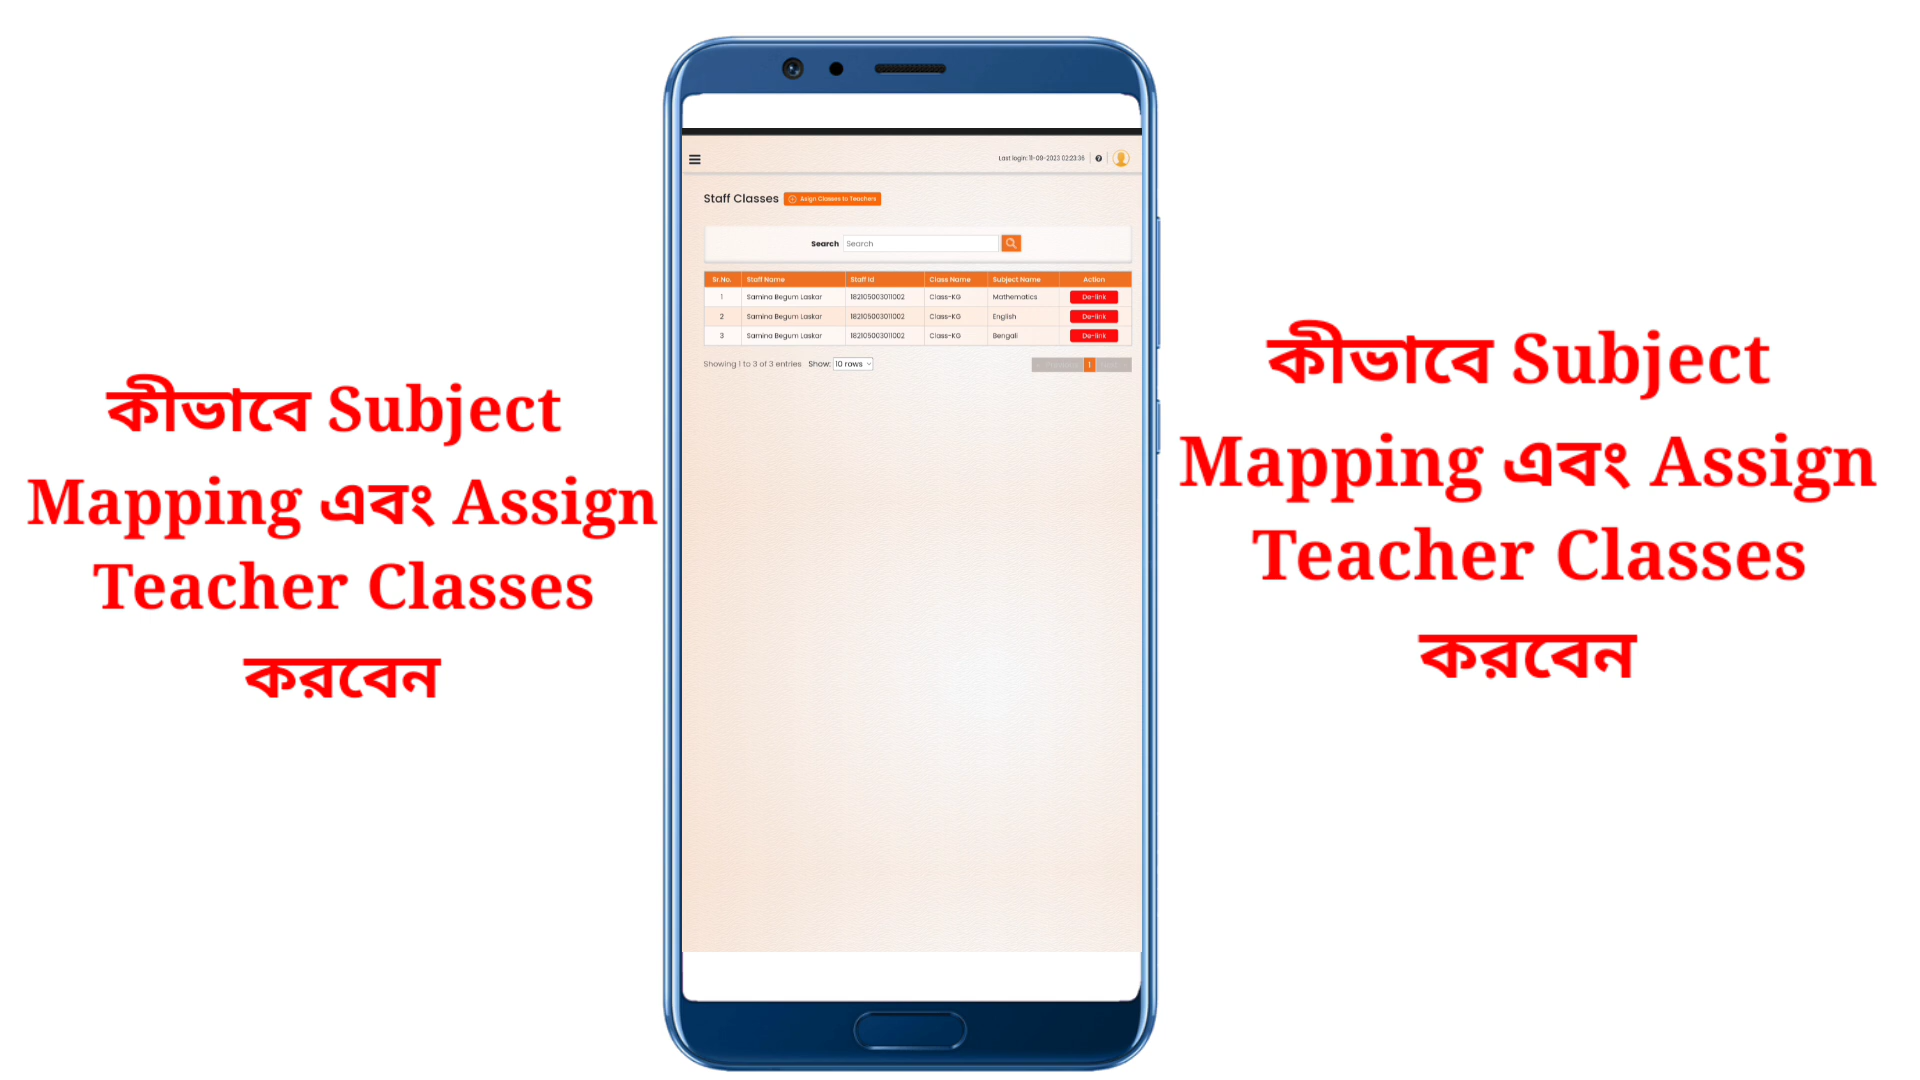 কীভাবে Subject
Mapping এবং Assign
Teacher Classes
করবেন
Last login: 11-09-2023 02:23:36
Staff Classes Asign Classes to Teachers
Search Search
Sr.No. Staff Name Staff Id Class Name Subject Name Action
1 Samina Begum Laskar 182105003011002 Class-KG Mathematics De-link
2 Samina Begum Laskar 182105003011002 Class-KG English De-link
3 Samina Begum Laskar 182105003011002 Class-KG Bengali De-link
Showing 1 to 3 of 3 entries Show: 10 rows 1
কীভাবে Subject
Mapping এবং Assign
Teacher Classes
করবেন